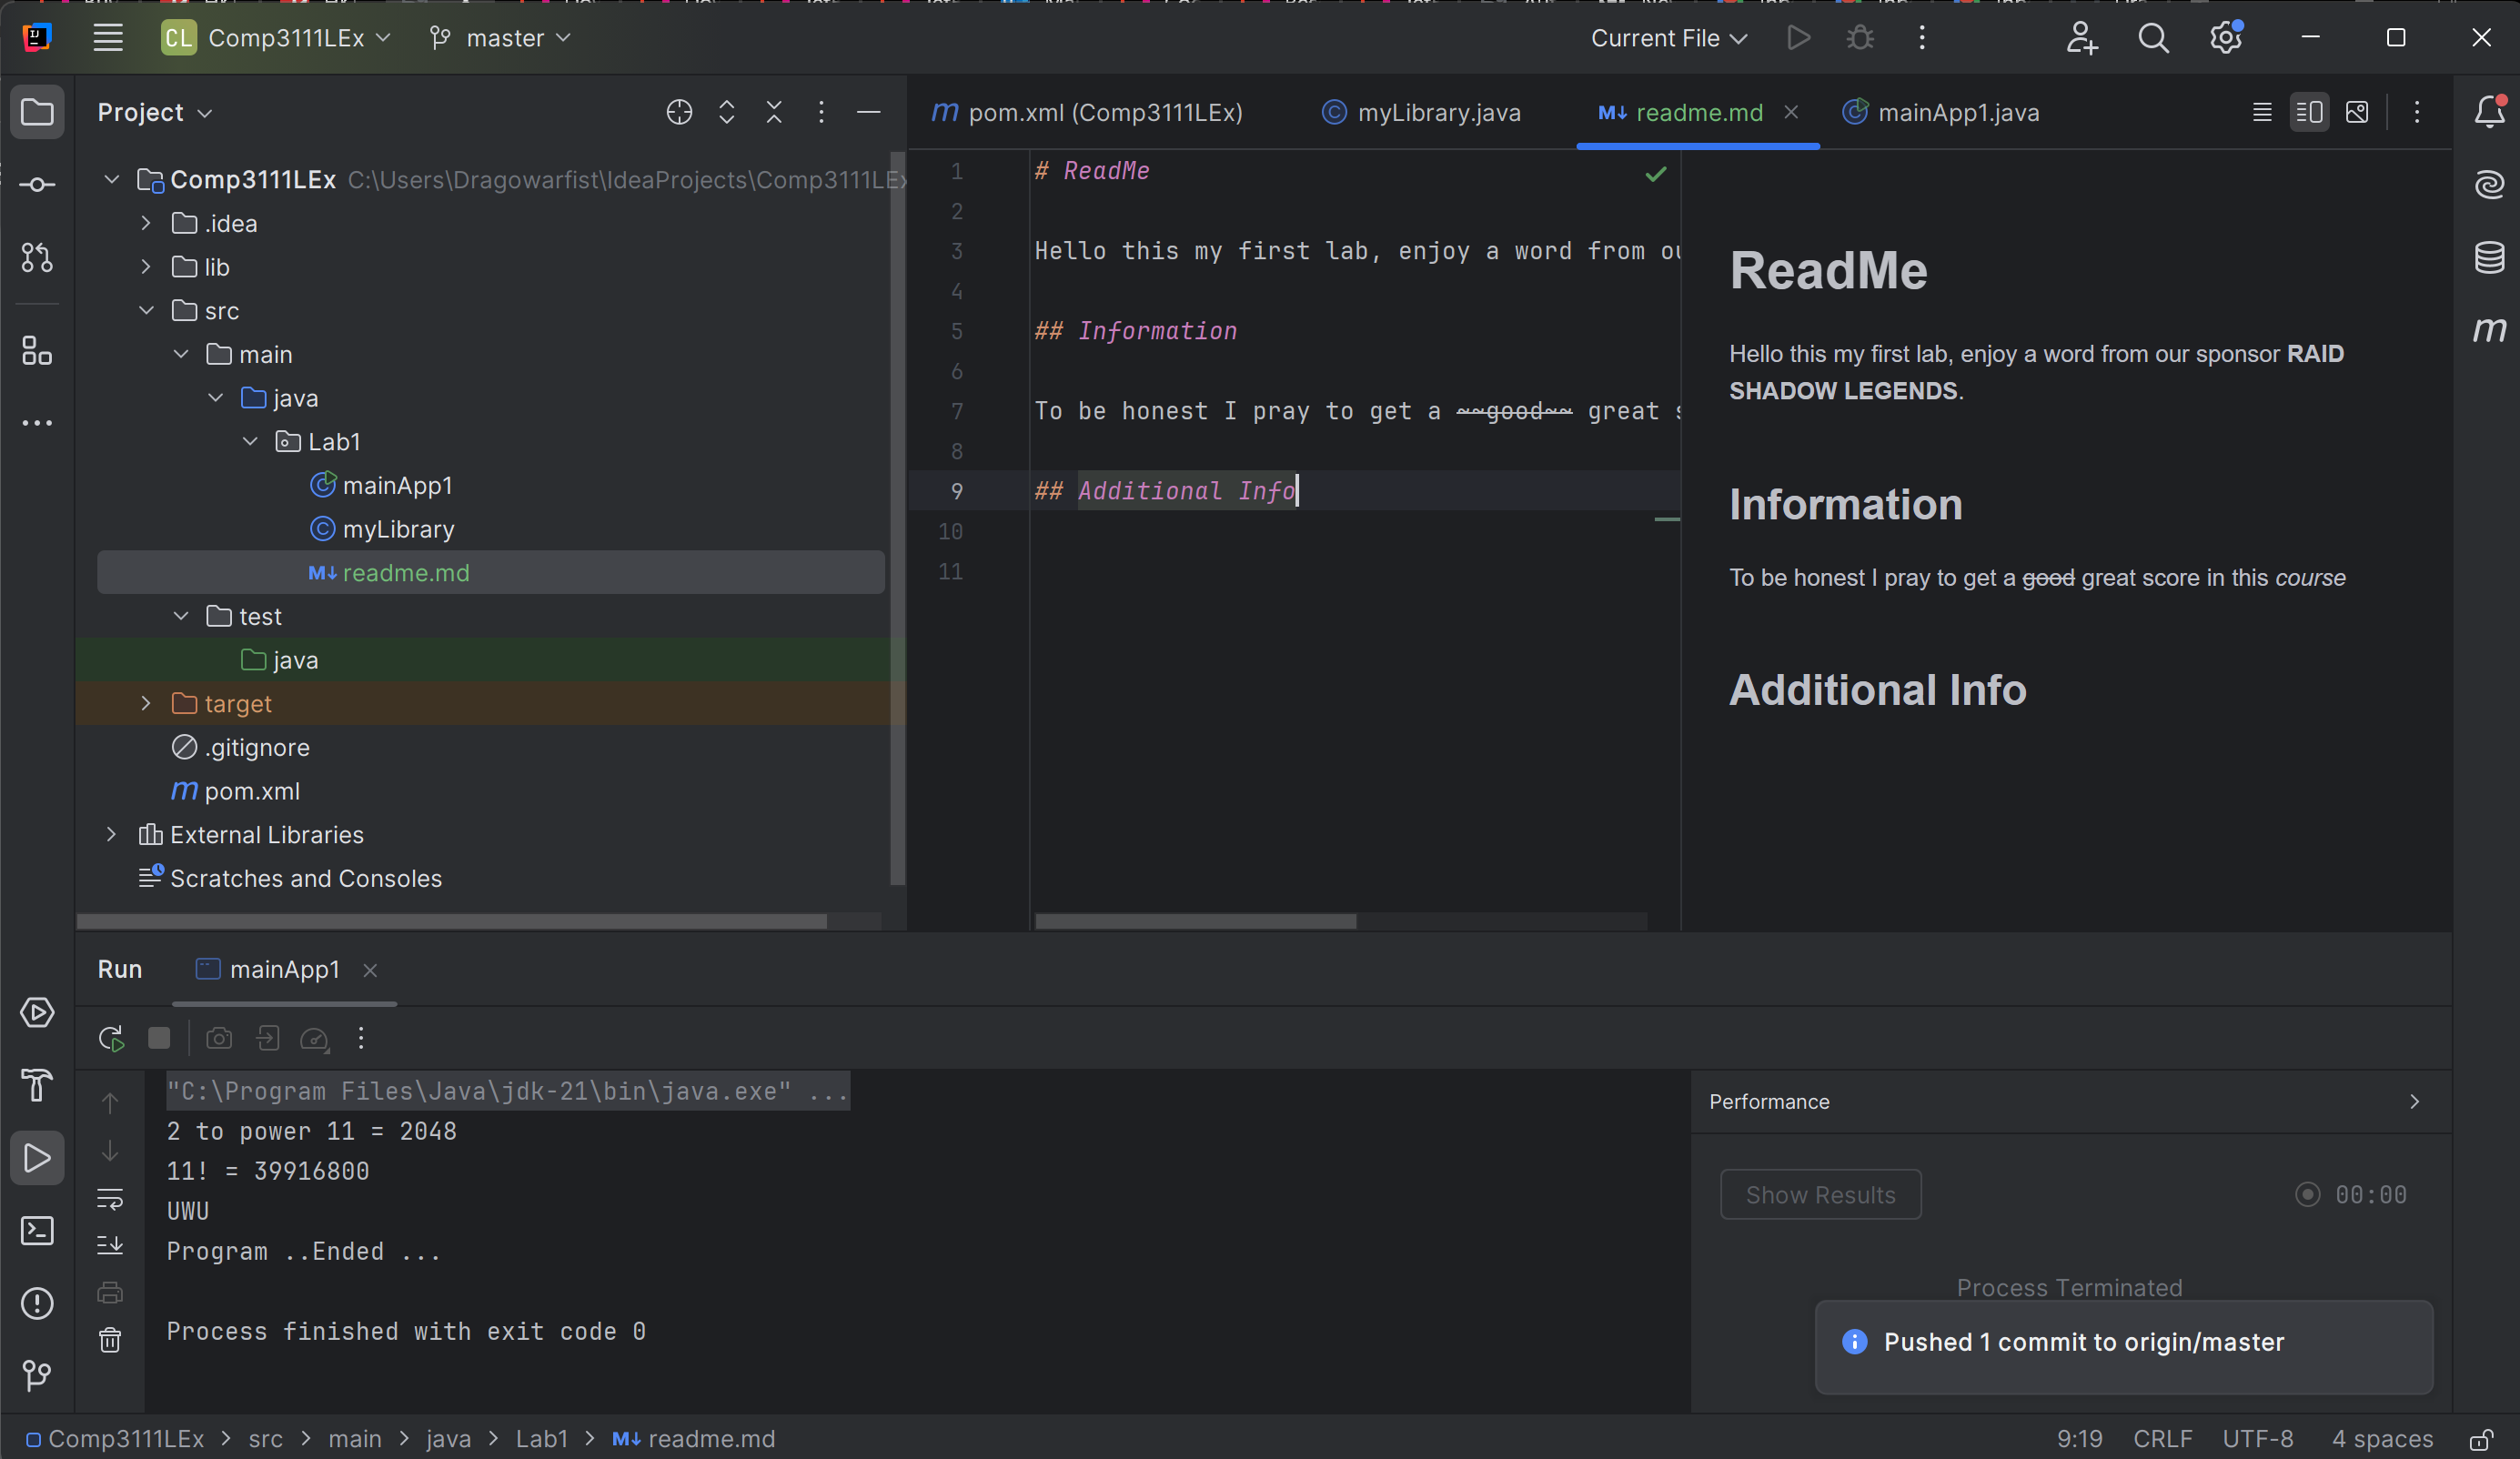 CL Comp3111LEx master Current File
Project
pom.xml (Comp3111LEx) myLibrary.java readme.md mainApp1.java
Comp3111LEx C:\Users\Dragowarfist\IdeaProjects\Comp3111LEx
.idea
lib
src
main
java
Lab1
mainApp1
myLibrary
readme.md
test
java
target
.gitignore
pom.xml
External Libraries
Scratches and Consoles
1 # ReadMe
2
3 Hello this my first lab, enjoy a word from ou
4
5 ## Information
6
7 To be honest I pray to get a ~~good~~ great s
8
9 ## Additional Info
10
11
ReadMe
Hello this my first lab, enjoy a word from our sponsor RAID
SHADOW LEGENDS.
Information
To be honest I pray to get a good great score in this course
Additional Info
Run mainApp1
"C:\Program Files\Java\jdk-21\bin\java.exe" ...
2 to power 11 = 2048
11! = 39916800
UWU
Program ..Ended ...
Process finished with exit code 0
Performance
Show Results 00:00
Process Terminated
Pushed 1 commit to origin/master
Comp3111LEx > src > main > java > Lab1 > readme.md
9:19 CRLF UTF-8 4 spaces